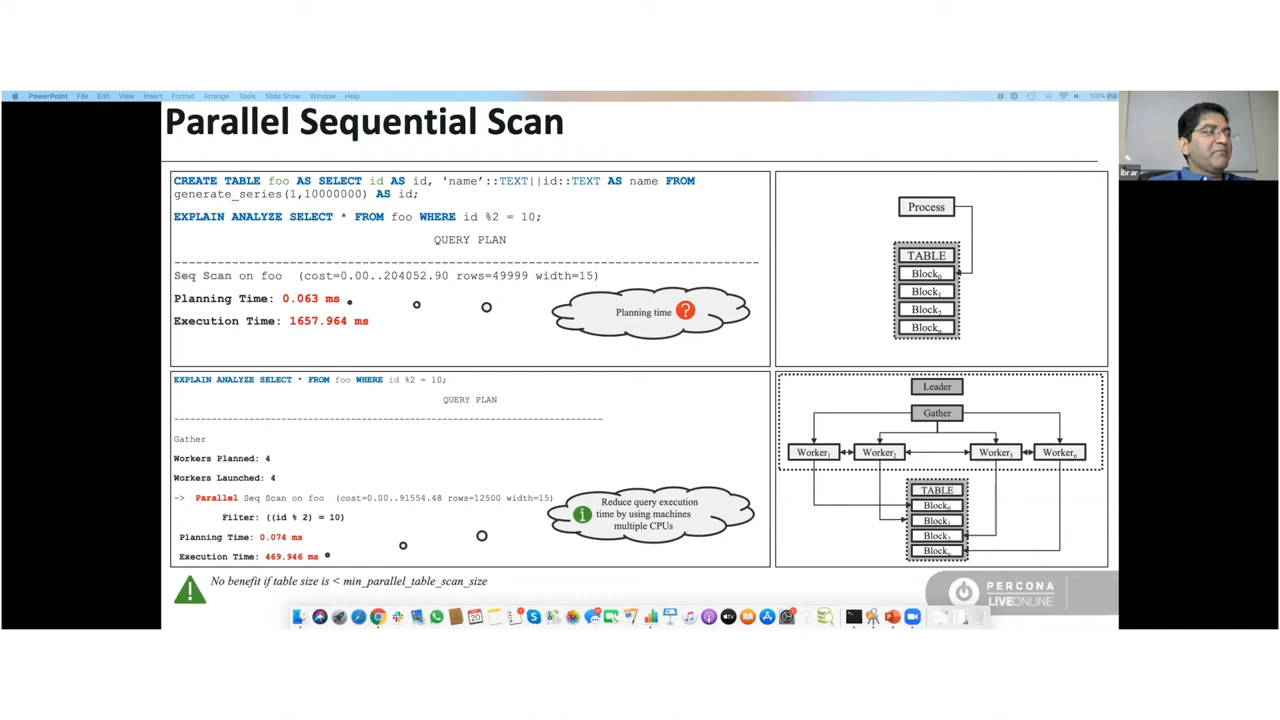 PowerPoint File Edit View Insert Format Arrange Tools Slide Show Window Help
100%
Parallel Sequential Scan
CREATE TABLE foo AS SELECT id AS id, 'name'::TEXT||id::TEXT AS name FROM
generate_series(1,10000000) AS id;
EXPLAIN ANALYZE SELECT * FROM foo WHERE id %2 = 10;
QUERY PLAN
Seq Scan on foo (cost=0.00..204052.90 rows=49999 width=15)
Planning Time: 0.063 ms
Execution Time: 1657.964 ms
Planning time ?
Process
TABLE
Block0
Block1
Block2
Blockn
ibrar
EXPLAIN ANALYZE SELECT * FROM foo WHERE id %2 = 10;
QUERY PLAN
Gather
Workers Planned: 4
Workers Launched: 4
-> Parallel Seq Scan on foo (cost=0.00..91554.48 rows=12500 width=15)
Filter: ((id % 2) = 10)
Planning Time: 0.074 ms
Execution Time: 469.946 ms
Reduce query execution
time by using machines
multiple CPUs
Leader
Gather
Worker1 Worker2 Worker3 Workern
TABLE
Block0
Block1
Block2
Blockn
No benefit if table size is < min_parallel_table_scan_size
PERCONA
LIVEONLINE
20
tv